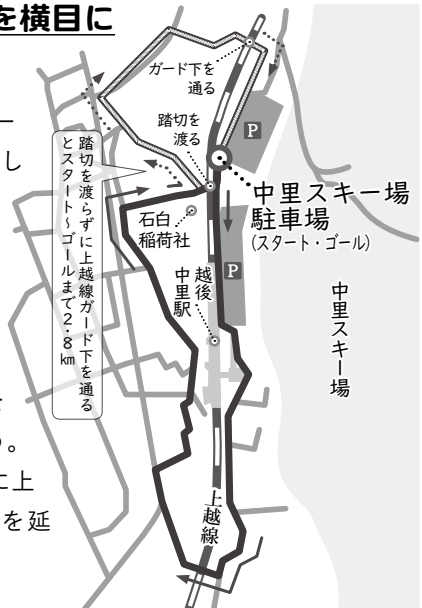 を横目に
ー
し
ガード下を
通る
踏切を
渡る
P
中里スキー場
駐車場
(スタート・ゴール)
踏切を渡らずに上越線ガード下を通る
とスタート～ゴールまで2.8km
石白
稲荷社
P
越後
中里駅
中里スキー場
。
に上
を延
上越線